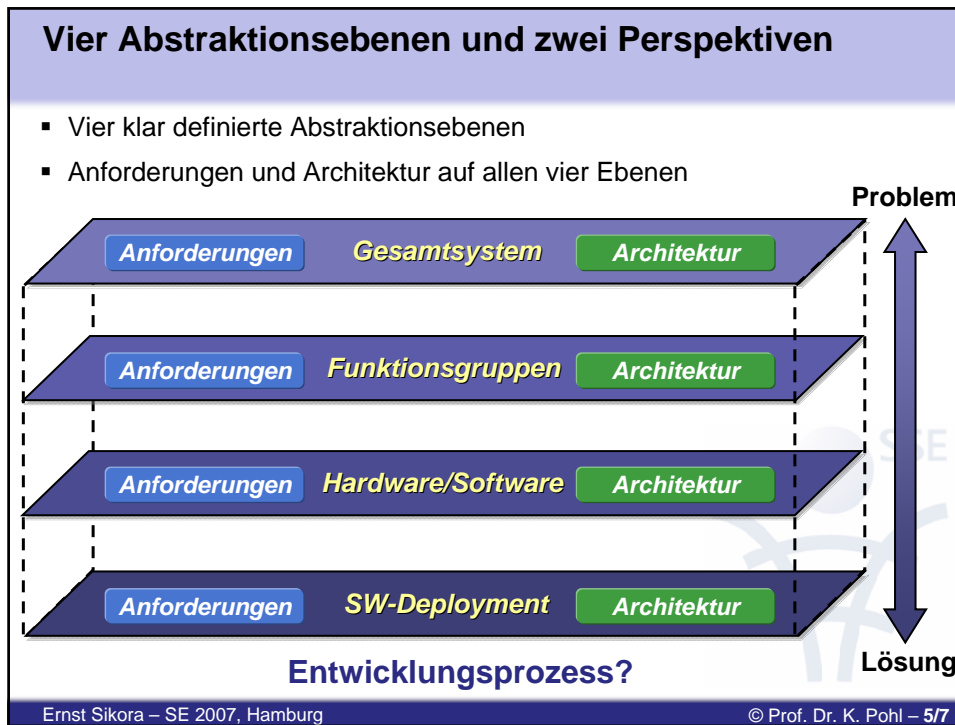 Vier Abstraktionsebenen und zwei Perspektiven
▪ Vier klar definierte Abstraktionsebenen
▪ Anforderungen und Architektur auf allen vier Ebenen
Problem
Anforderungen Gesamtsystem Architektur
Anforderungen Funktionsgruppen Architektur
SSE
Anforderungen Hardware/Software Architektur
Anforderungen SW-Deployment Architektur
Lösung
Entwicklungsprozess?
Ernst Sikora – SE 2007, Hamburg © Prof. Dr. K. Pohl – 5/7